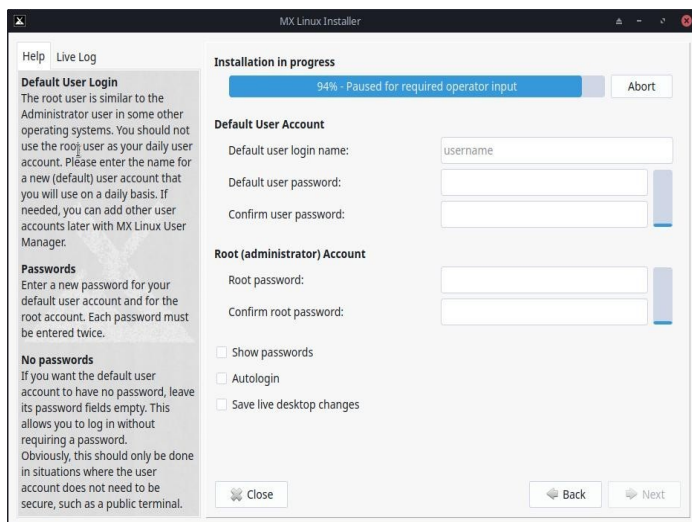 MX Linux Installer
Help
Live Log
Default User Login
The root user is similar to the
Administrator user in some other
operating systems. You should not
use the root user as your daily user
account. Please enter the name for
a new (default) user account that
you will use on a daily basis. If
needed, you can add other user
accounts later with MX Linux User
Manager.
Passwords
Enter a new password for your
default user account and for the
root account. Each password must
be entered twice.
No passwords
If you want the default user
account to have no password, leave
its password fields empty. This
allows you to log in without
requiring a password.
Obviously, this should only be done
in situations where the user
account does not need to be
secure, such as a public terminal.
Installation in progress
94% - Paused for required operator input
Abort
Default User Account
Default user login name:
username
Default user password:
Confirm user password:
Root (administrator) Account
Root password:
Confirm root password:
Show passwords
Autologin
Save live desktop changes
Close
Back
Next